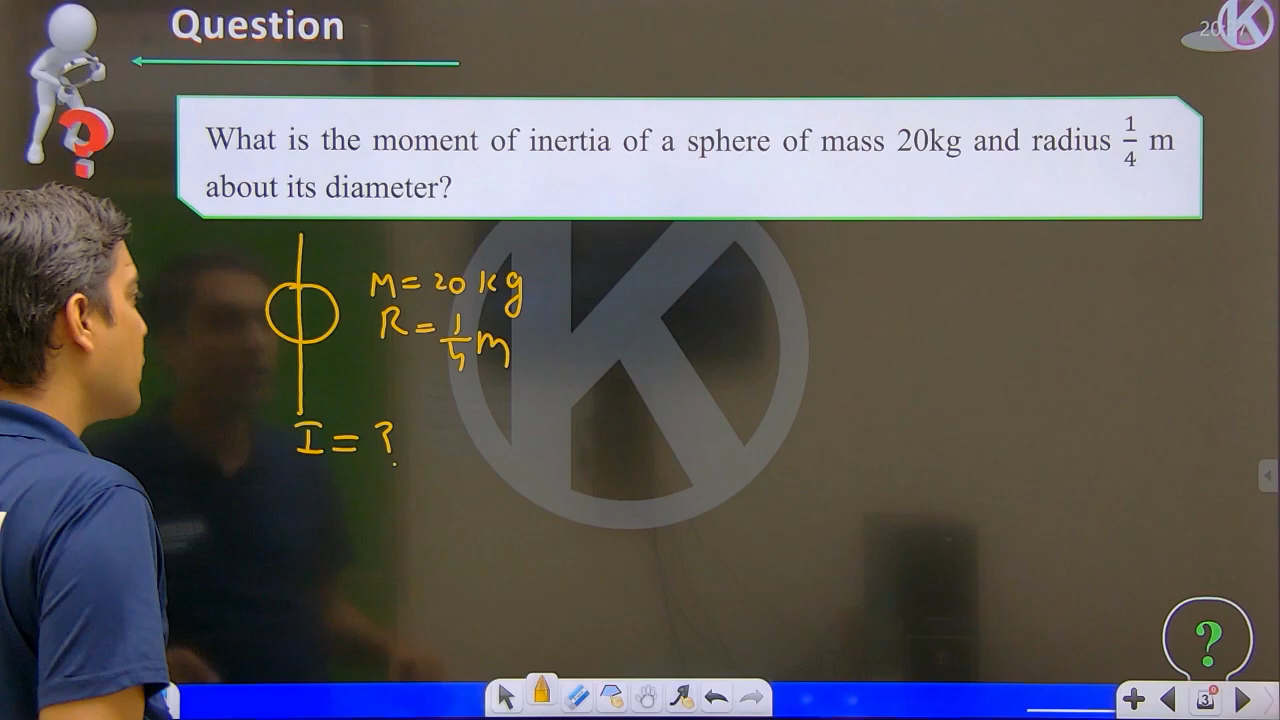 Question
What is the moment of inertia of a sphere of mass 20kg and radius 1/4 m
about its diameter?
M = 20 kg
R = 1/4 m
I = ?
K
3